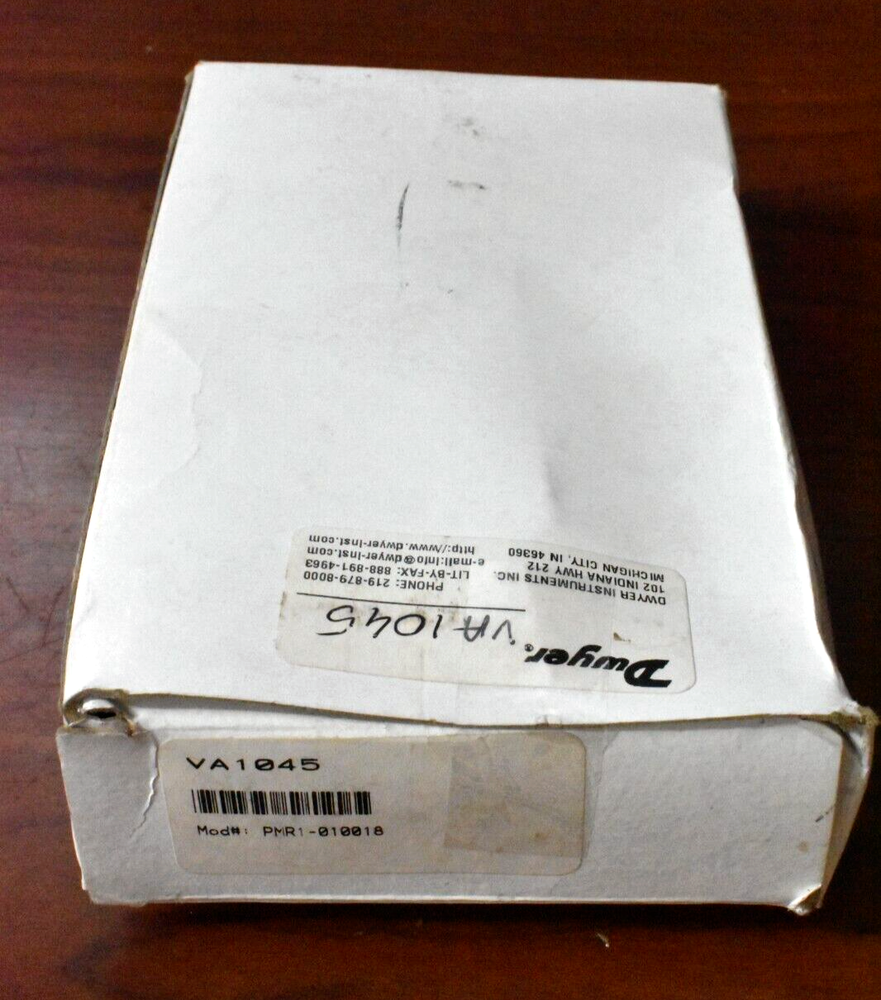 Dwyer®
VA1045
DWYER INSTRUMENTS INC.
102 INDIANA HWY 212
MICHIGAN CITY, IN 46360
PHONE: 219-879-8000
LIT-BY-FAX: 888-891-4963
e-mail:info@dwyer-inst.com
http://www.dwyer-inst.com
VA1045
Mod#: PMR1-010018